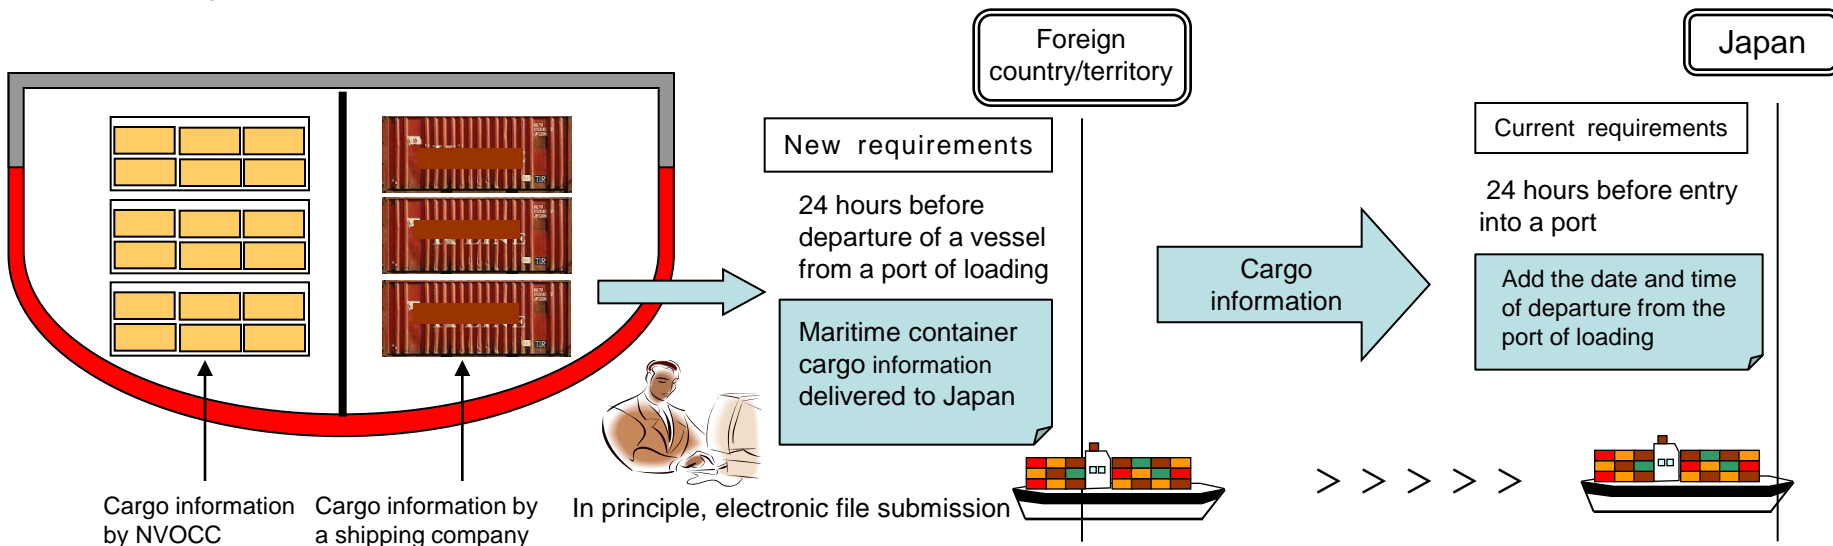 Foreign
country/territory
Japan
New requirements
24 hours before
departure of a vessel
from a port of loading
Maritime container
cargo information
delivered to Japan
Cargo
information
Current requirements
24 hours before entry
into a port
Add the date and time
of departure from the
port of loading
Cargo information
by NVOCC
Cargo information by
a shipping company
In principle, electronic file submission
> > > > >